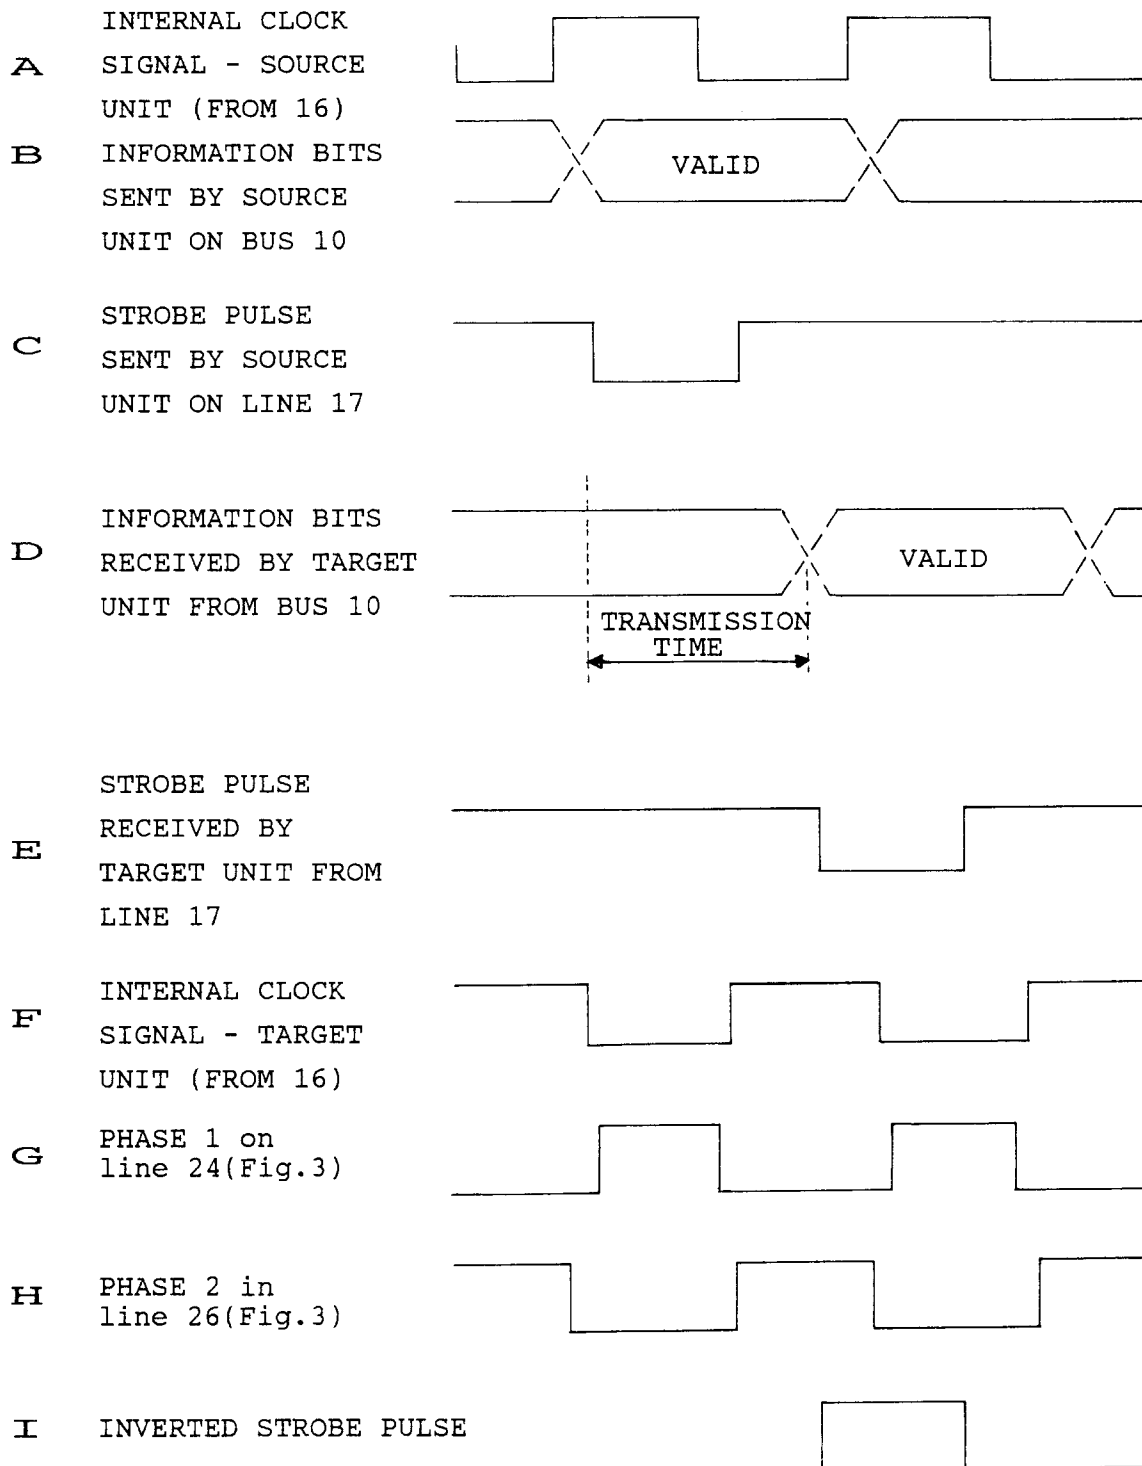 A
INTERNAL CLOCK
SIGNAL - SOURCE
UNIT (FROM 16)
B
INFORMATION BITS
SENT BY SOURCE
UNIT ON BUS 10
VALID
C
STROBE PULSE
SENT BY SOURCE
UNIT ON LINE 17
D
INFORMATION BITS
RECEIVED BY TARGET
UNIT FROM BUS 10
VALID
TRANSMISSION
TIME
E
STROBE PULSE
RECEIVED BY
TARGET UNIT FROM
LINE 17
F
INTERNAL CLOCK
SIGNAL - TARGET
UNIT (FROM 16)
G
PHASE 1 on
line 24(Fig.3)
H
PHASE 2 in
line 26(Fig.3)
I
INVERTED STROBE PULSE